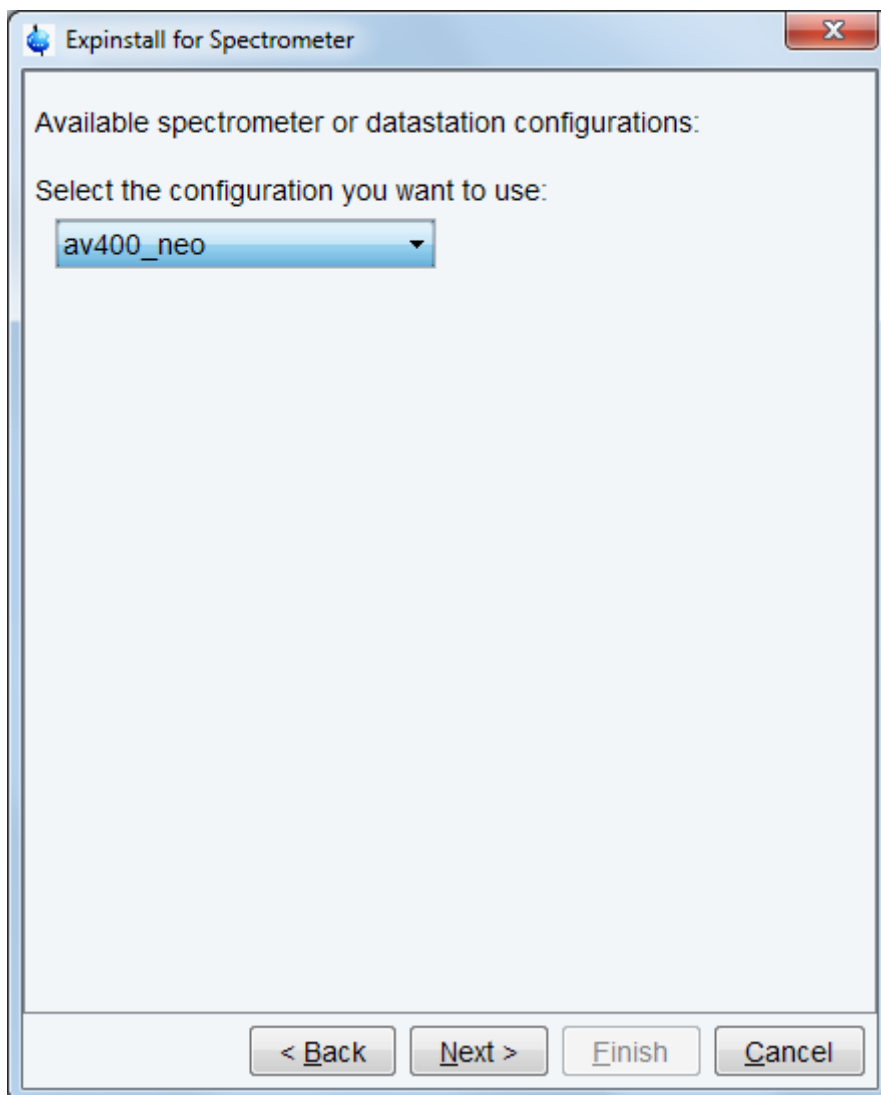 Expinstall for Spectrometer
Available spectrometer or datastation configurations:
Select the configuration you want to use:
av400_neo
< Back Next > Finish Cancel